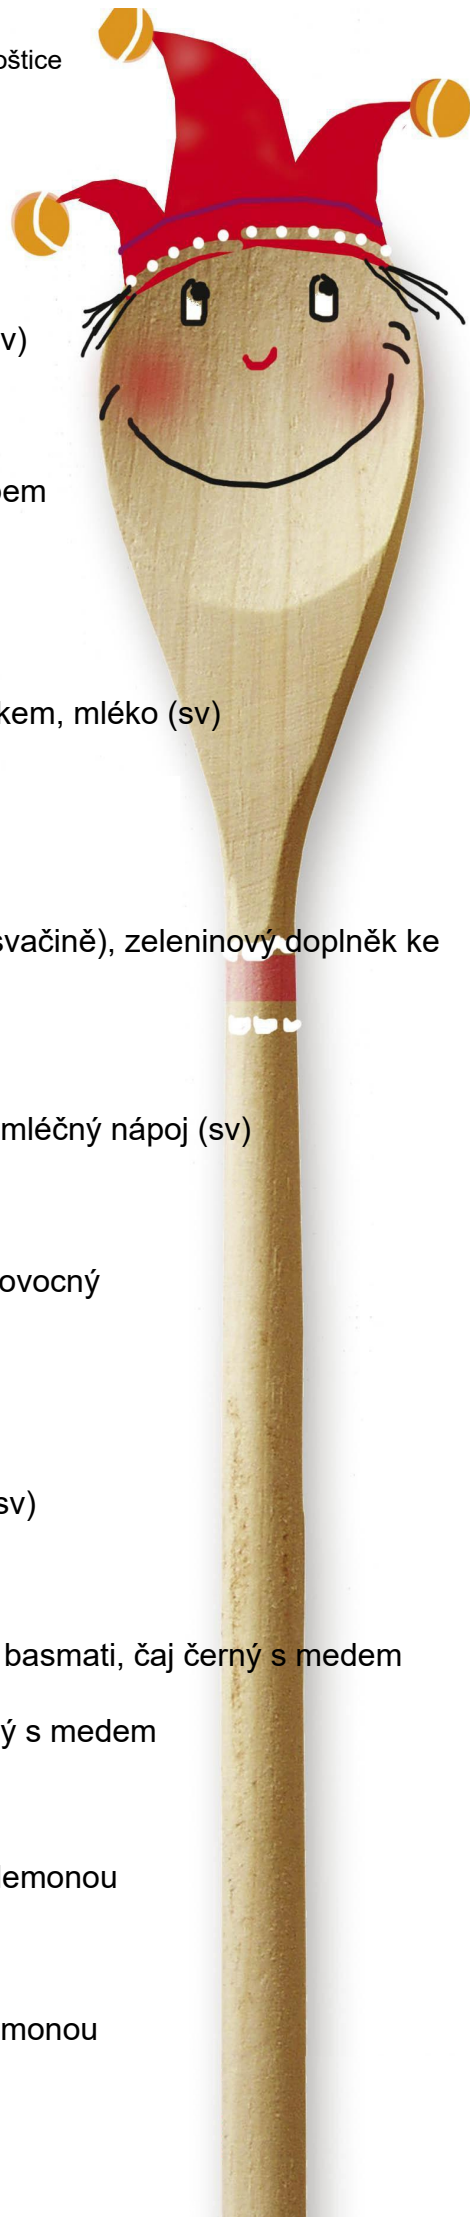 oštice
v)
em
kem, mléko (sv)
svačině), zeleninový doplněk ke
mléčný nápoj (sv)
ovocný
sv)
basmati, čaj černý s medem
ý s medem
lemonou
monou